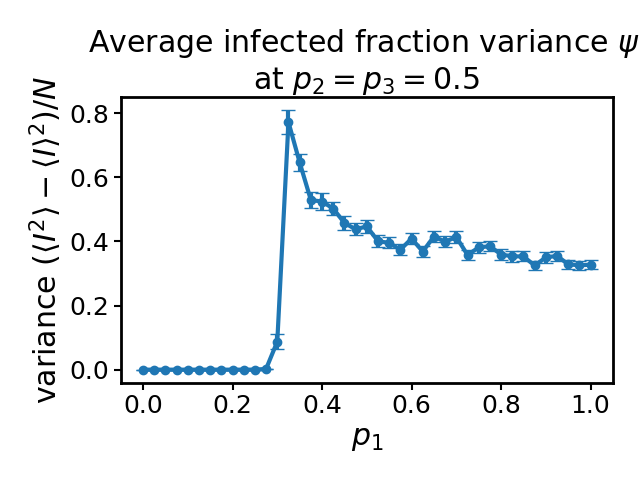 Average infected fraction variance ψ
at p₂ = p₃ = 0.5
variance (⟨I²⟩ − ⟨I⟩²)/N
0.8
0.6
0.4
0.2
0.0
0.0 0.2 0.4 0.6 0.8 1.0
p₁